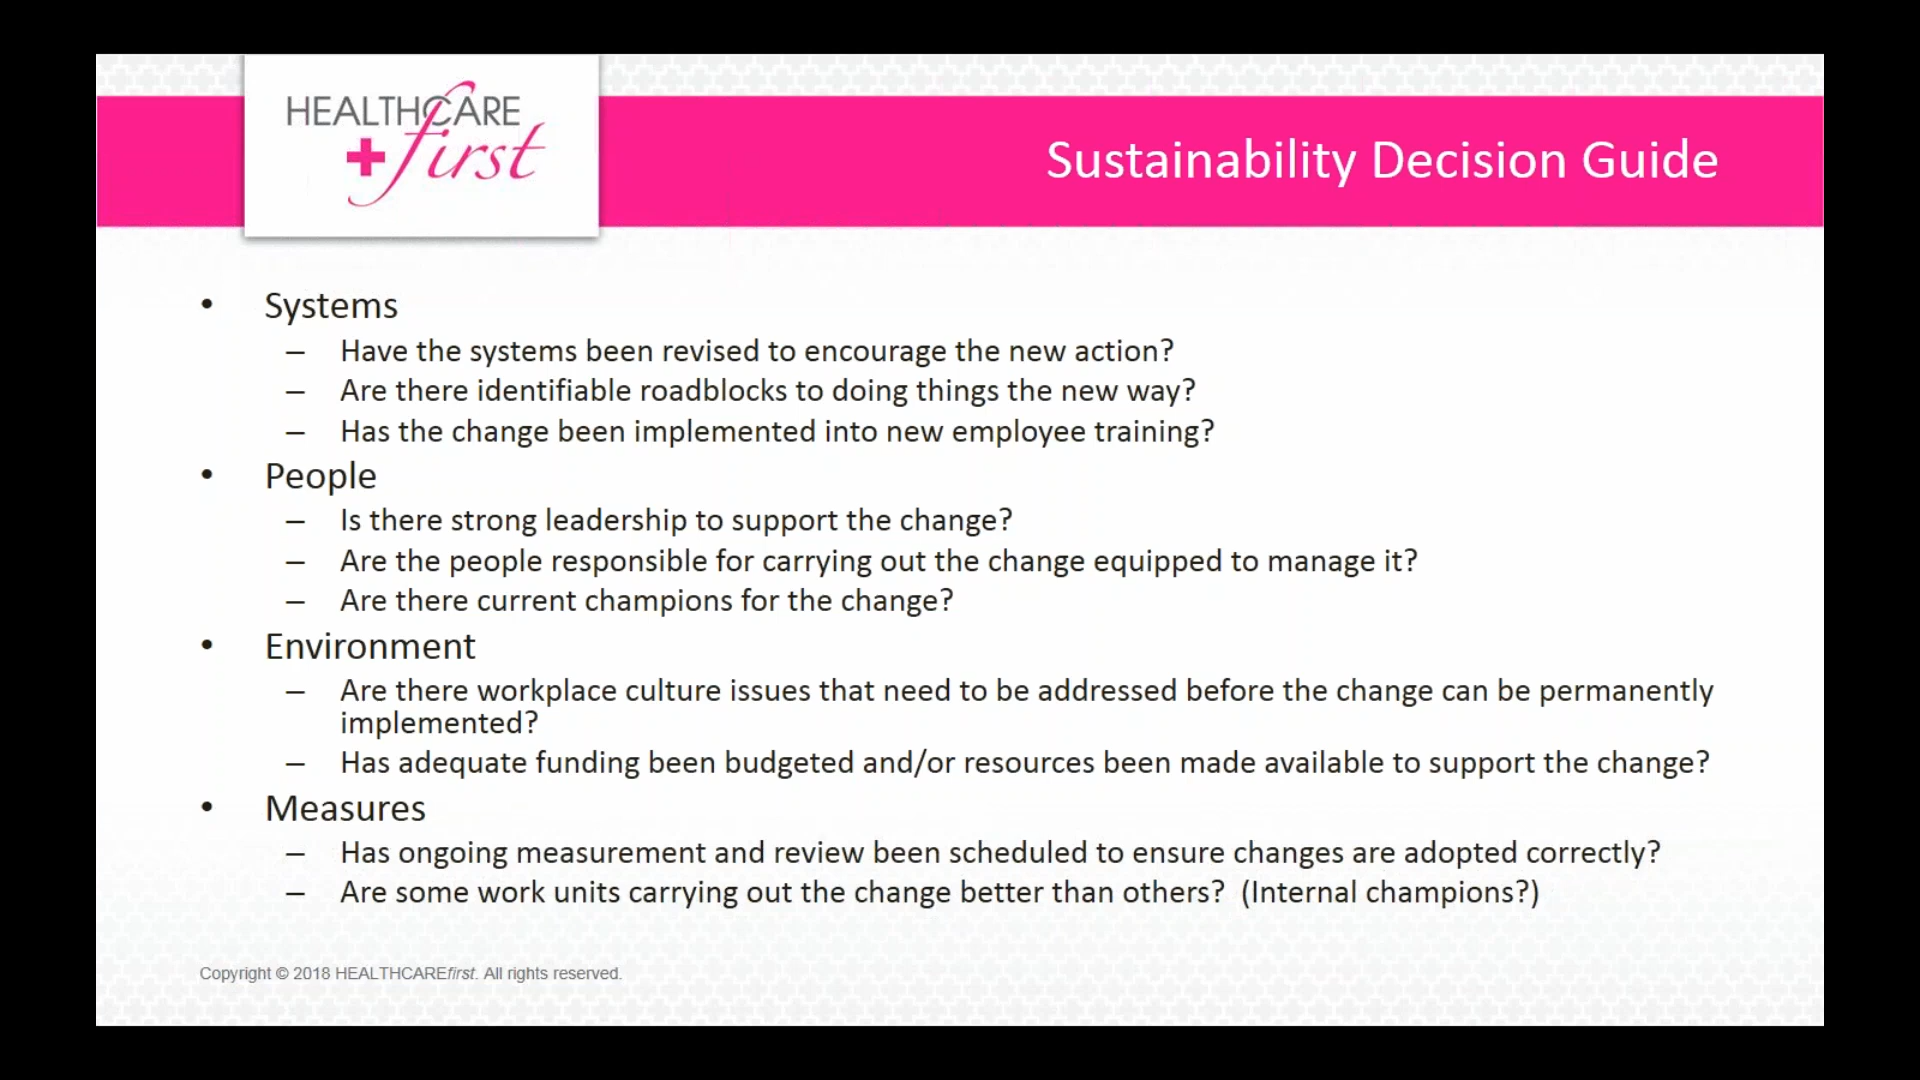 HEALTHCARE
first
Sustainability Decision Guide
• Systems
– Have the systems been revised to encourage the new action?
– Are there identifiable roadblocks to doing things the new way?
– Has the change been implemented into new employee training?
• People
– Is there strong leadership to support the change?
– Are the people responsible for carrying out the change equipped to manage it?
– Are there current champions for the change?
• Environment
– Are there workplace culture issues that need to be addressed before the change can be permanently
implemented?
– Has adequate funding been budgeted and/or resources been made available to support the change?
• Measures
– Has ongoing measurement and review been scheduled to ensure changes are adopted correctly?
– Are some work units carrying out the change better than others? (Internal champions?)
Copyright © 2018 HEALTHCAREfirst. All rights reserved.